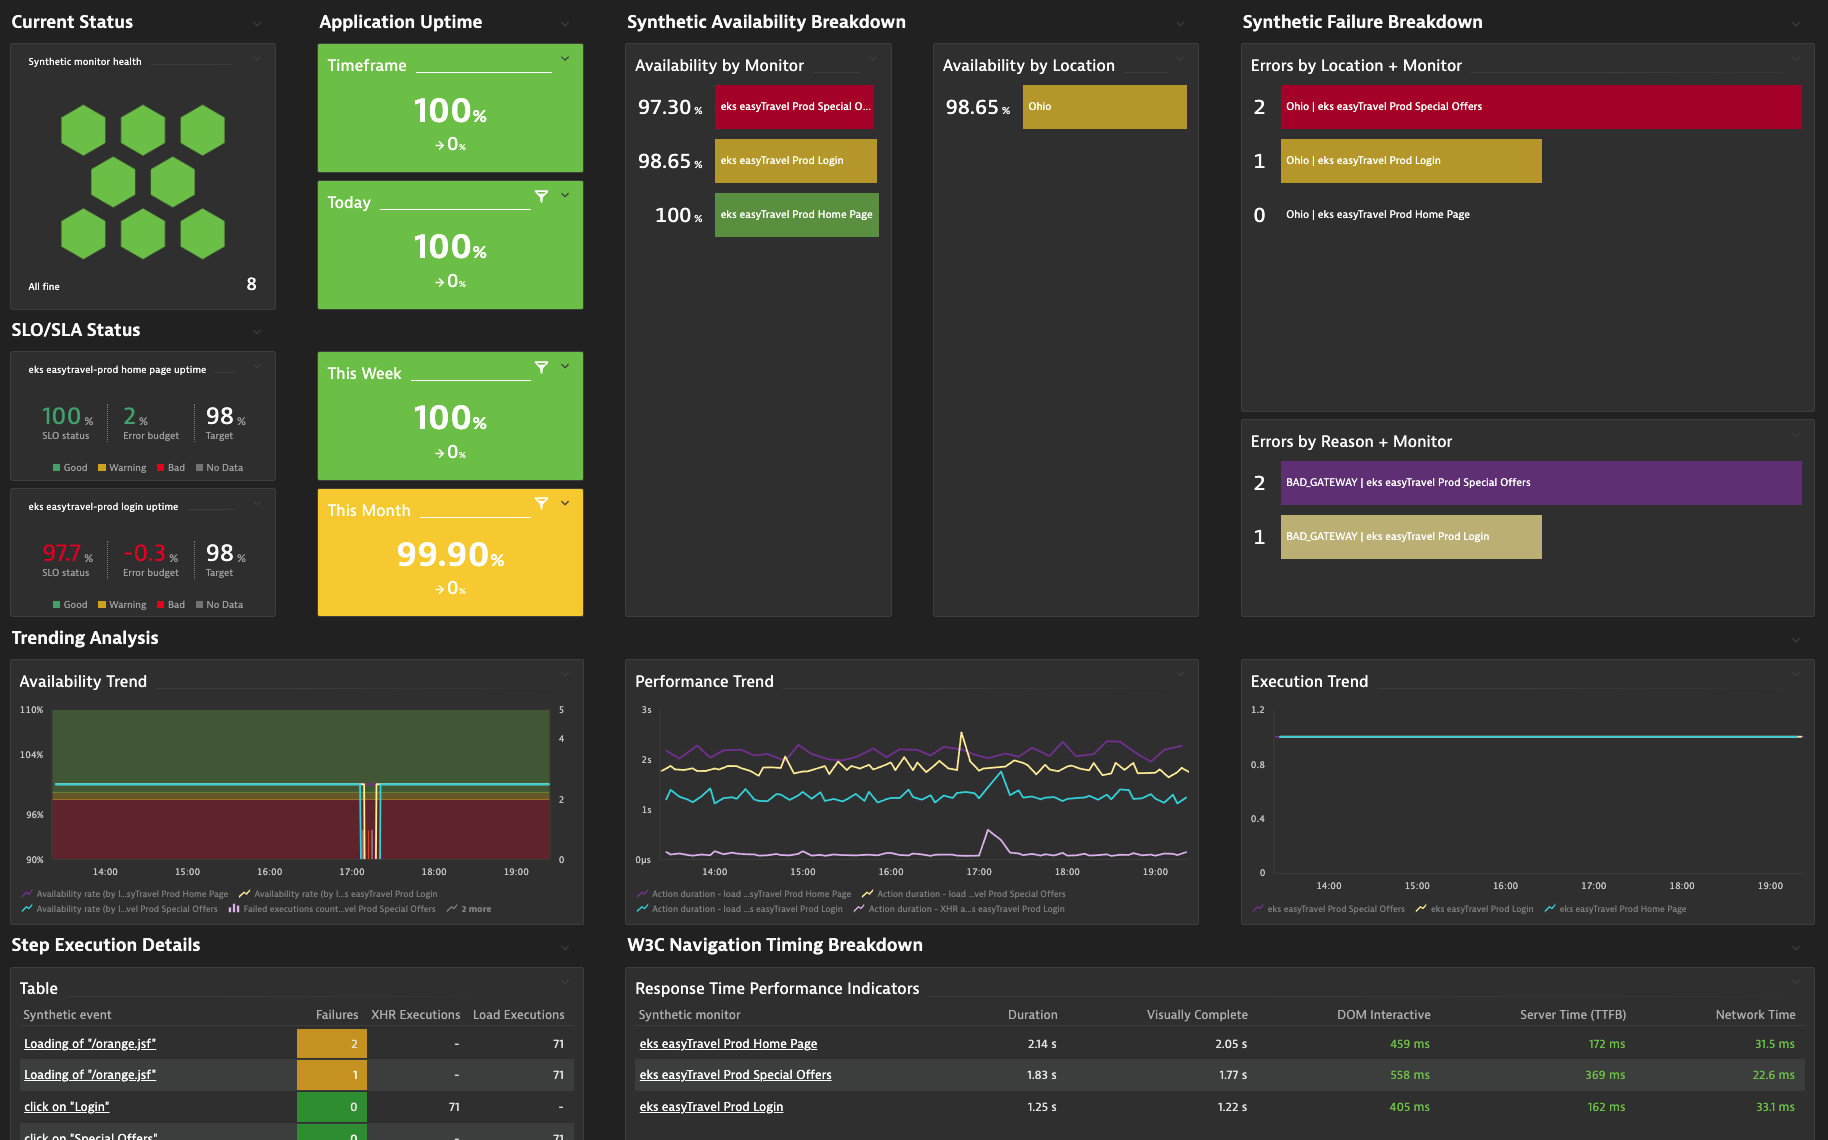 Current Status
Synthetic monitor health
All fine
8
Application Uptime
Timeframe
100%
→0%
Today
100%
→0%
This Week
100%
→0%
This Month
99.90%
→0%
SLO/SLA Status
eks easytravel-prod home page uptime
100 % 2 % 98 %
SLO status Error budget Target
Good Warning Bad No Data
eks easytravel-prod login uptime
97.7 % -0.3 % 98 %
SLO status Error budget Target
Good Warning Bad No Data
Synthetic Availability Breakdown
Availability by Monitor
97.30 % eks easyTravel Prod Special O...
98.65 % eks easyTravel Prod Login
100 % eks easyTravel Prod Home Page
Availability by Location
98.65 % Ohio
Synthetic Failure Breakdown
Errors by Location + Monitor
2 Ohio | eks easyTravel Prod Special Offers
1 Ohio | eks easyTravel Prod Login
0 Ohio | eks easyTravel Prod Home Page
Errors by Reason + Monitor
2 BAD_GATEWAY | eks easyTravel Prod Special Offers
1 BAD_GATEWAY | eks easyTravel Prod Login
Trending Analysis
Availability Trend
110% 5
4
104%
2
96%
90% 0
14:00 15:00 16:00 17:00 18:00 19:00
Availability rate (by l...syTravel Prod Home Page Availability rate (by l...s easyTravel Prod Login
Availability rate (by l...vel Prod Special Offers Failed executions count...vel Prod Special Offers 2 more
Performance Trend
3s
2s
1s
0µs
14:00 15:00 16:00 17:00 18:00 19:00
Action duration - load ...syTravel Prod Home Page Action duration - load ...vel Prod Special Offers
Action duration - load ...s easyTravel Prod Login Action duration - XHR a...s easyTravel Prod Login
Execution Trend
1.2
0.8
0.4
0
14:00 15:00 16:00 17:00 18:00 19:00
eks easyTravel Prod Special Offers eks easyTravel Prod Login eks easyTravel Prod Home Page
Step Execution Details
Table
Synthetic event Failures XHR Executions Load Executions
Loading of "/orange.jsf" 2 - 71
Loading of "/orange.jsf" 1 - 71
click on "Login" 0 71 -
click on "Special Offers" 0 - 71
W3C Navigation Timing Breakdown
Response Time Performance Indicators
Synthetic monitor Duration Visually Complete DOM Interactive Server Time (TTFB) Network Time
eks easyTravel Prod Home Page 2.14 s 2.05 s 459 ms 172 ms 31.5 ms
eks easyTravel Prod Special Offers 1.83 s 1.77 s 558 ms 369 ms 22.6 ms
eks easyTravel Prod Login 1.25 s 1.22 s 405 ms 162 ms 33.1 ms